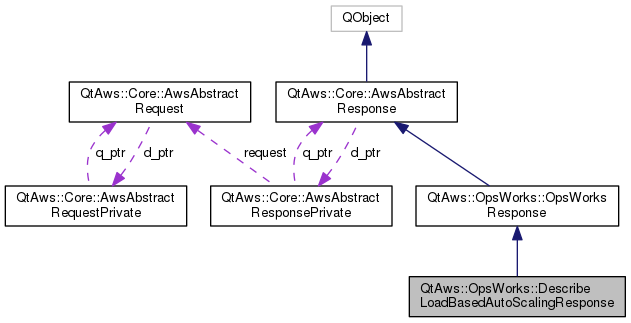 QObject
QtAws::Core::AwsAbstract
Request
QtAws::Core::AwsAbstract
Response
q_ptr
d_ptr
request
q_ptr
d_ptr
QtAws::Core::AwsAbstract
RequestPrivate
QtAws::Core::AwsAbstract
ResponsePrivate
QtAws::OpsWorks::OpsWorks
Response
QtAws::OpsWorks::Describe
LoadBasedAutoScalingResponse